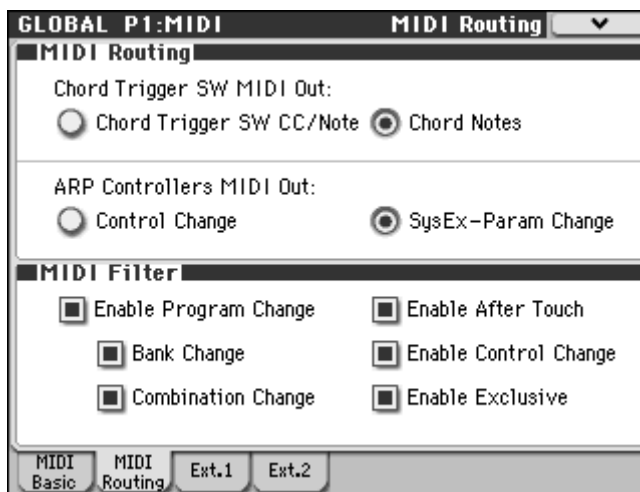 GLOBAL P1:MIDI MIDI Routing
MIDI Routing
Chord Trigger SW MIDI Out:
Chord Trigger SW CC/Note Chord Notes
ARP Controllers MIDI Out:
Control Change SysEx-Param Change
MIDI Filter
Enable Program Change Enable After Touch
Bank Change Enable Control Change
Combination Change Enable Exclusive
MIDI Basic MIDI Routing Ext.1 Ext.2